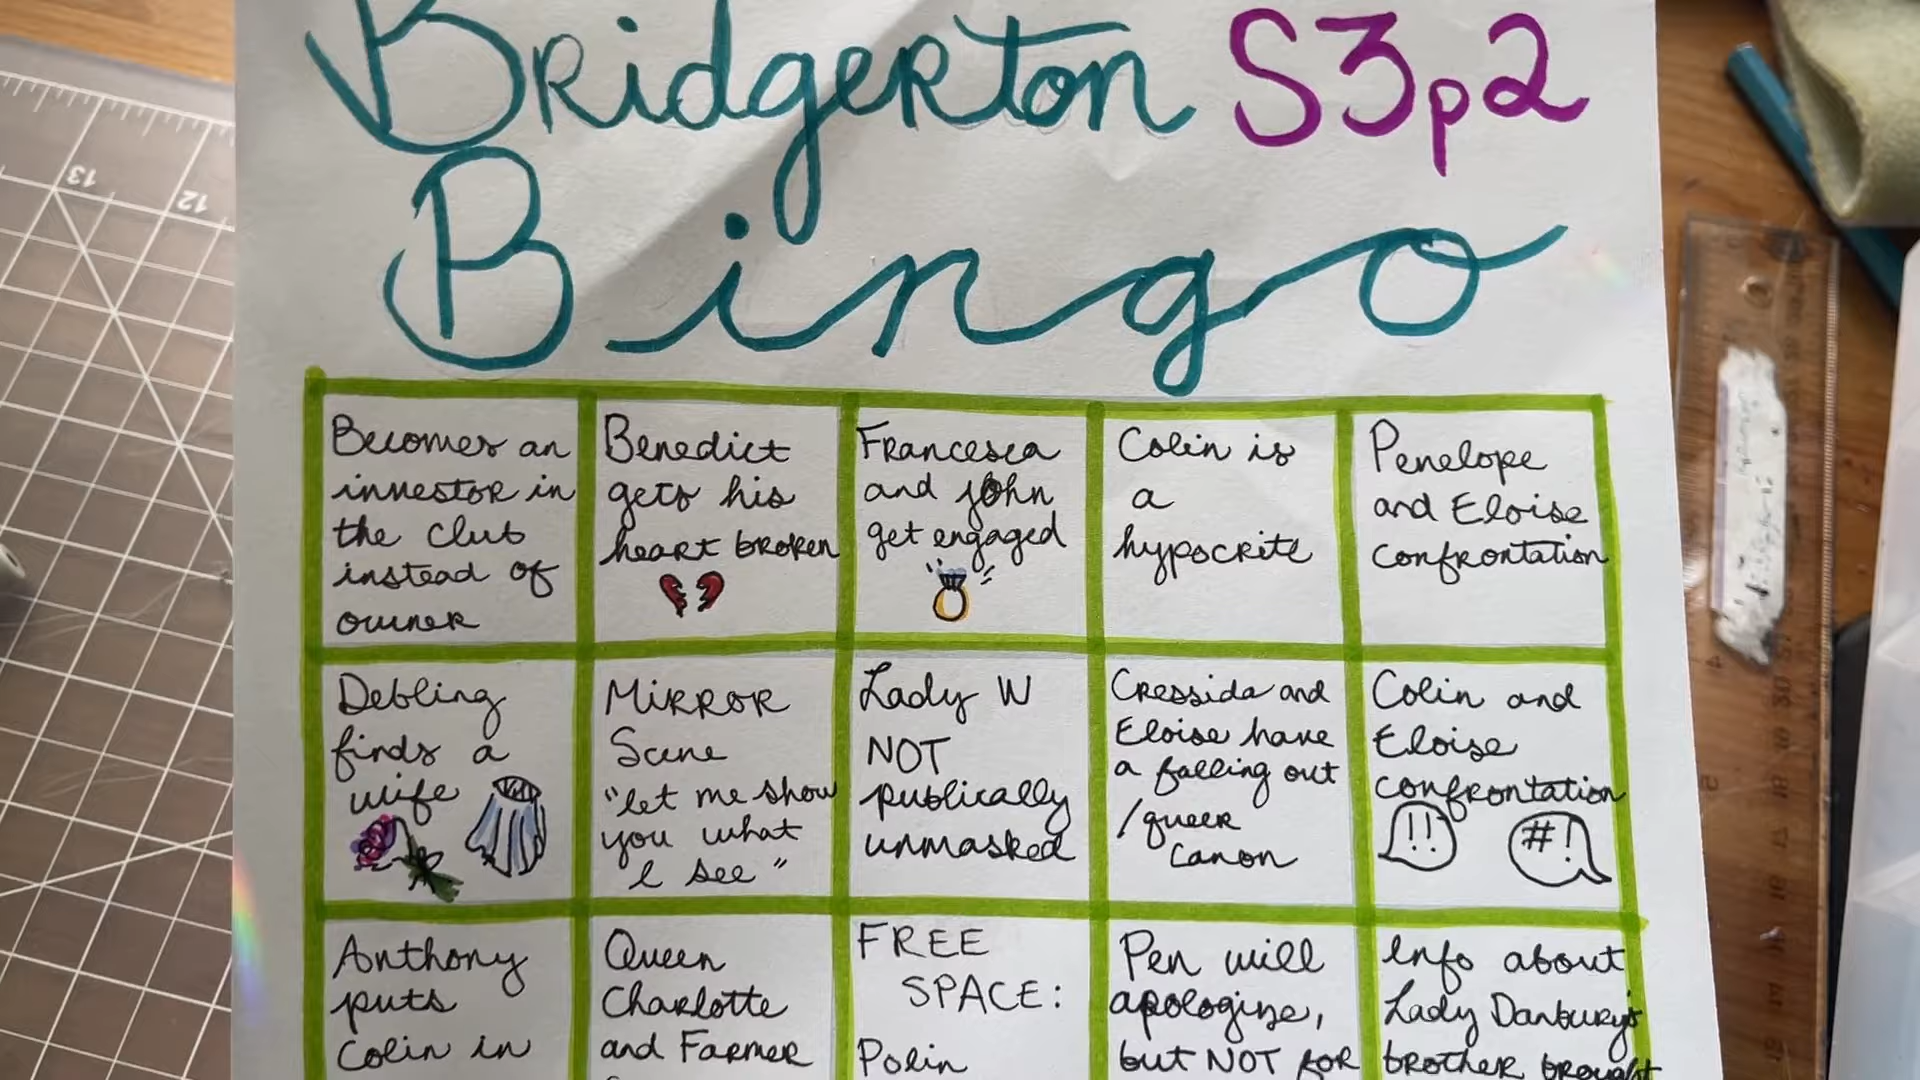 Bridgerton S3p2
Bingo
Becomes an
investor in
the club
instead of
owner
Benedict
gets his
heart broken
Francesca
and john
get engaged
Colin is
a
hypocrite
Penelope
and Eloise
confrontation
Debling
finds a
wife
Mirror
Scene
"let me show
you what
I see"
Lady W
NOT
publically
unmasked
Cressida and
Eloise have
a falling out
/queer
canon
Colin and
Eloise
confrontation
!!
#!
Anthony
puts
Colin in
Queen
Charlotte
and Farmer
FREE
SPACE:
Polin
Pen will
apologize,
but NOT for
Info about
Lady Danbury's
brother brought
13
12